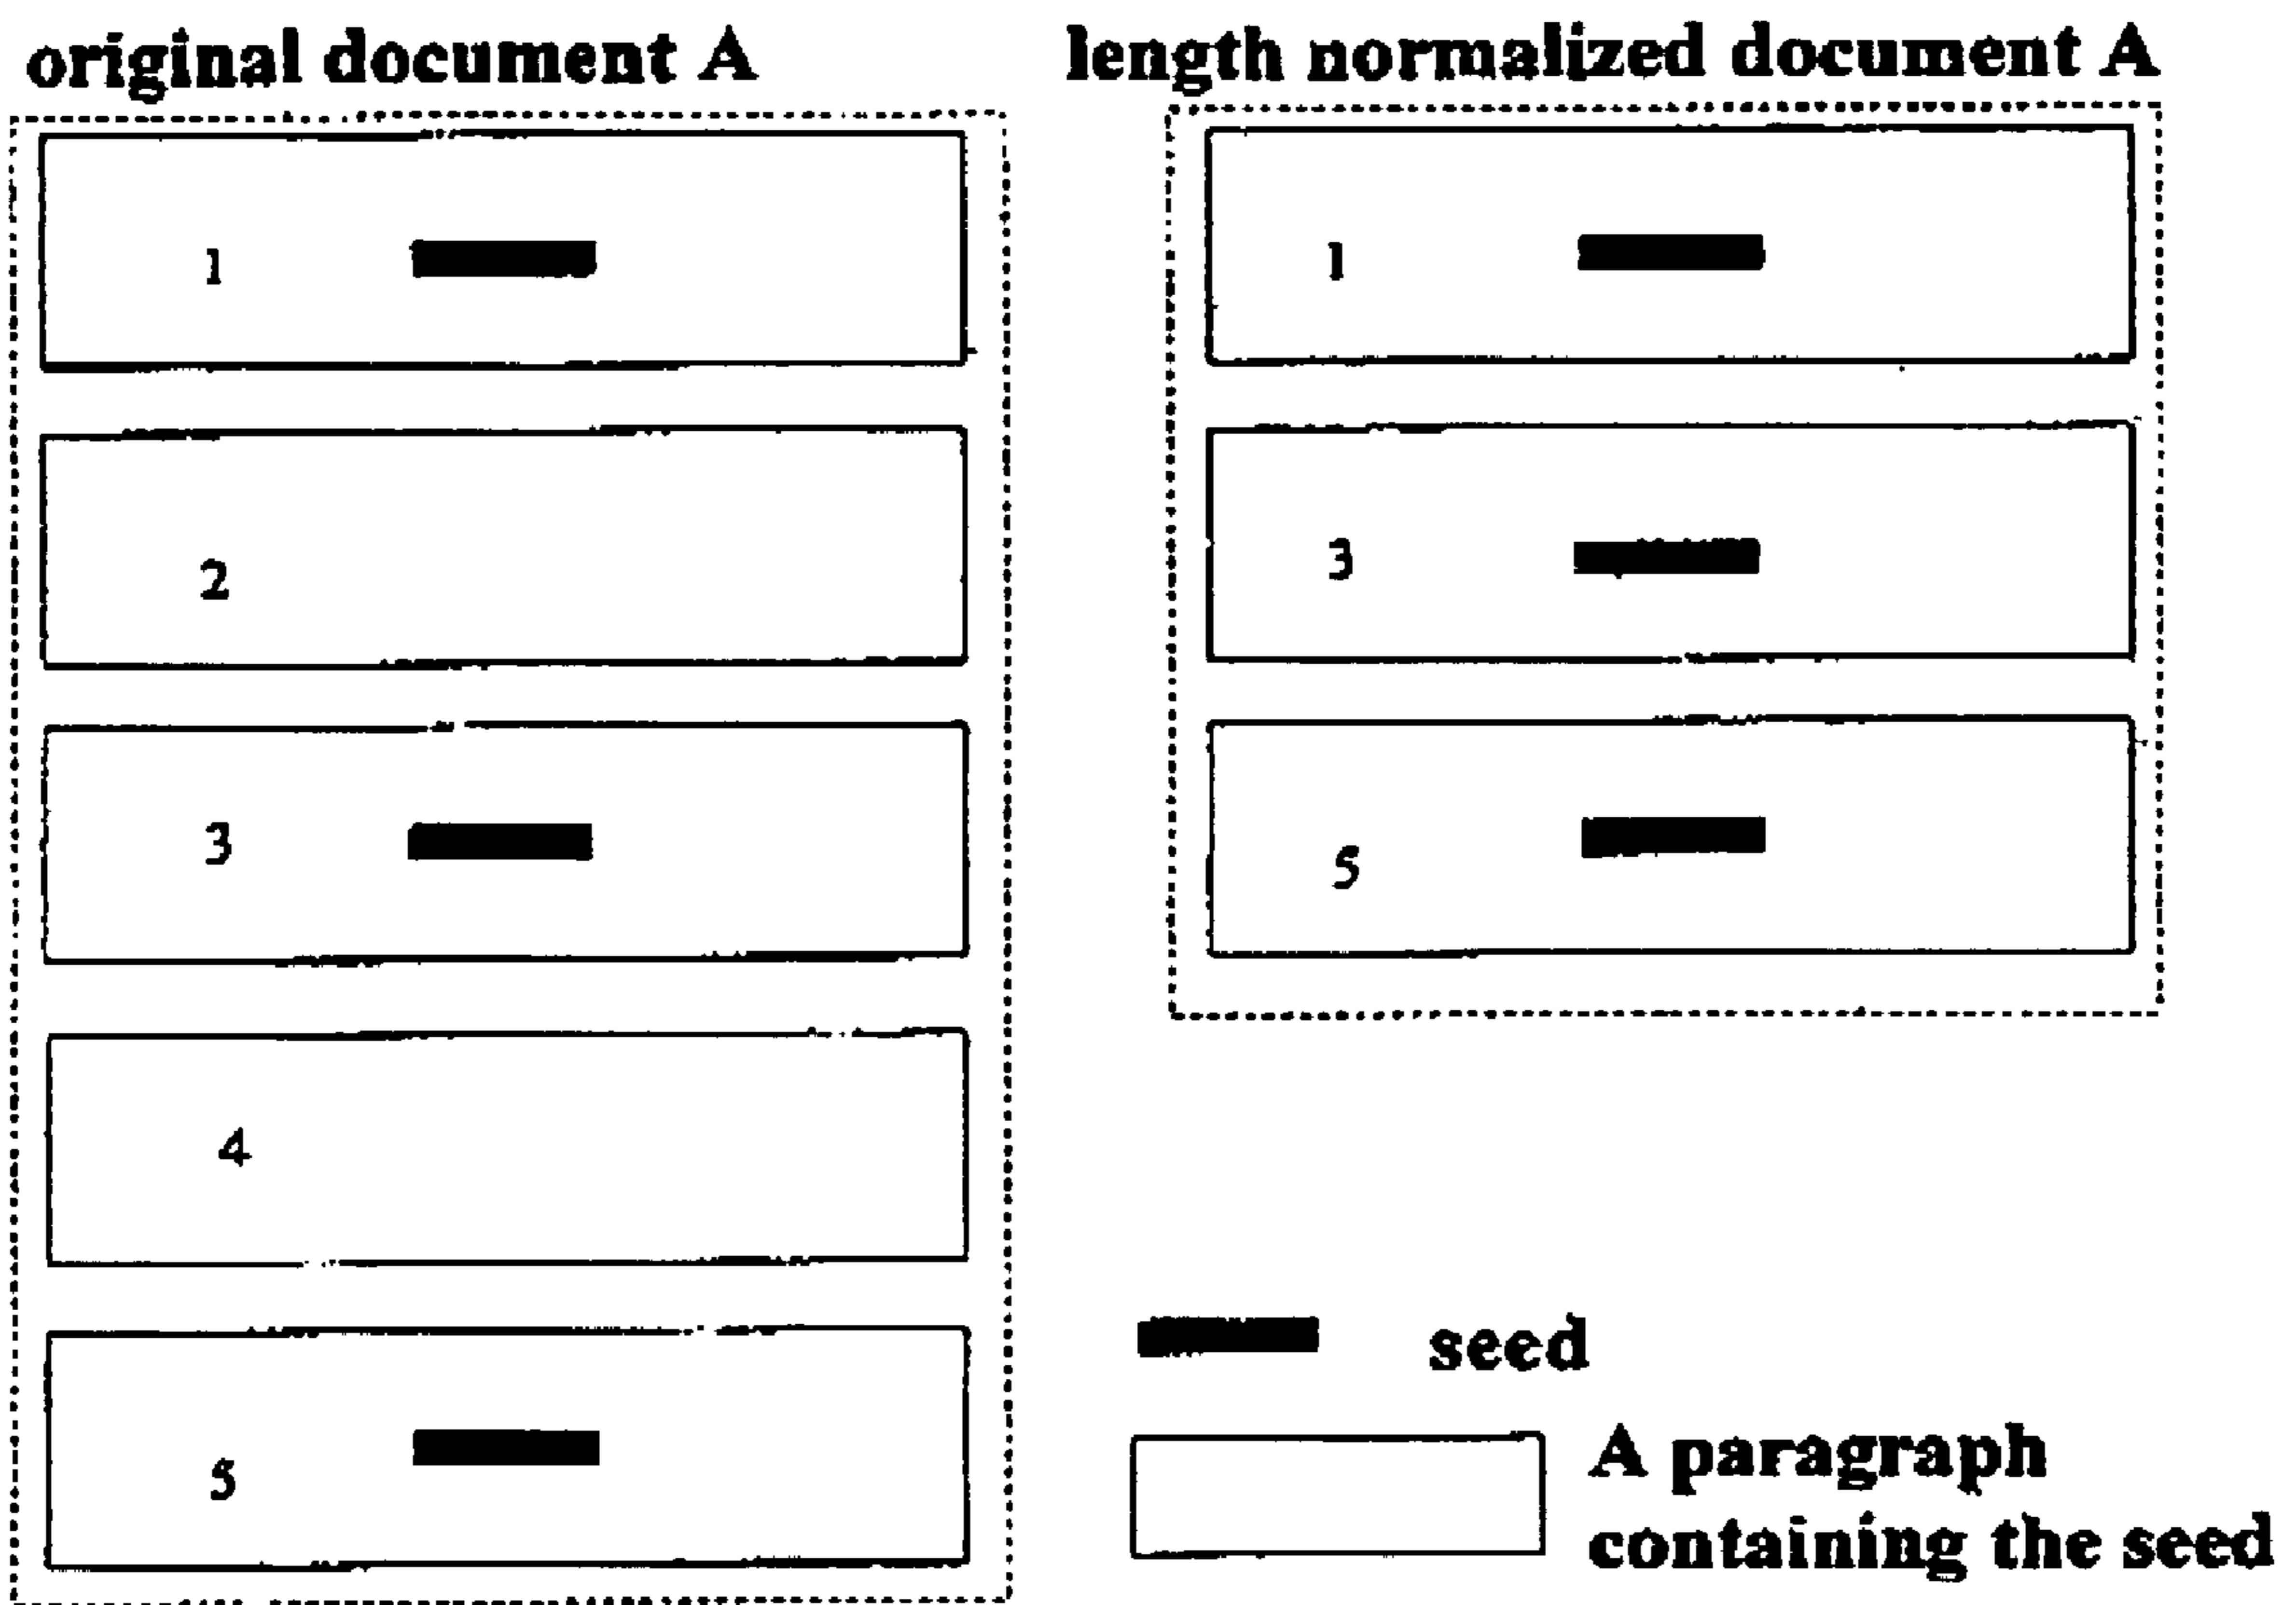 original document A
1
2
3
4
5
length normalized document A
1
3
5
seed
A paragraph
containing the seed